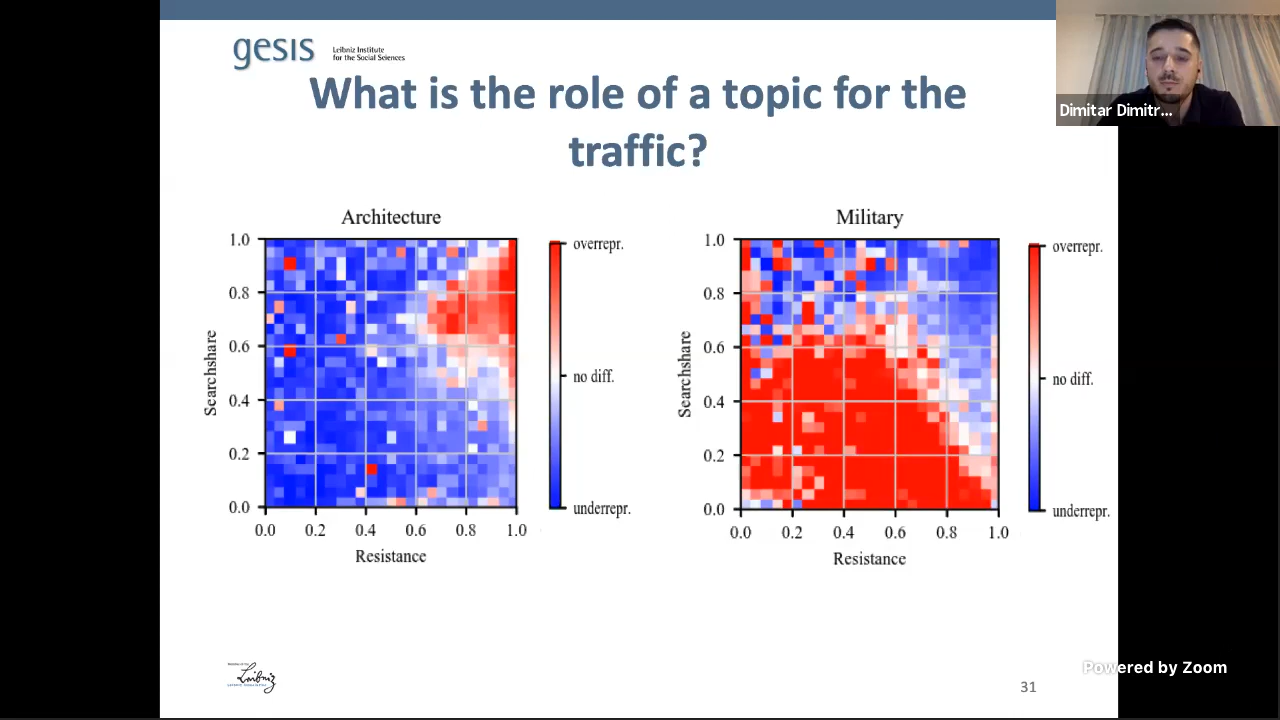 gesis
Leibniz Institute
for the Social Sciences
What is the role of a topic for the
traffic?
Dimitar Dimitr...
Architecture
1.0
0.8
0.6
0.4
0.2
0.0
Searchshare
0.0 0.2 0.4 0.6 0.8 1.0
Resistance
overrepr.
no diff.
underrepr.
Military
1.0
0.8
0.6
0.4
0.2
0.0
Searchshare
0.0 0.2 0.4 0.6 0.8 1.0
Resistance
overrepr.
no diff.
underrepr.
Leibniz
31
Powered by Zoom